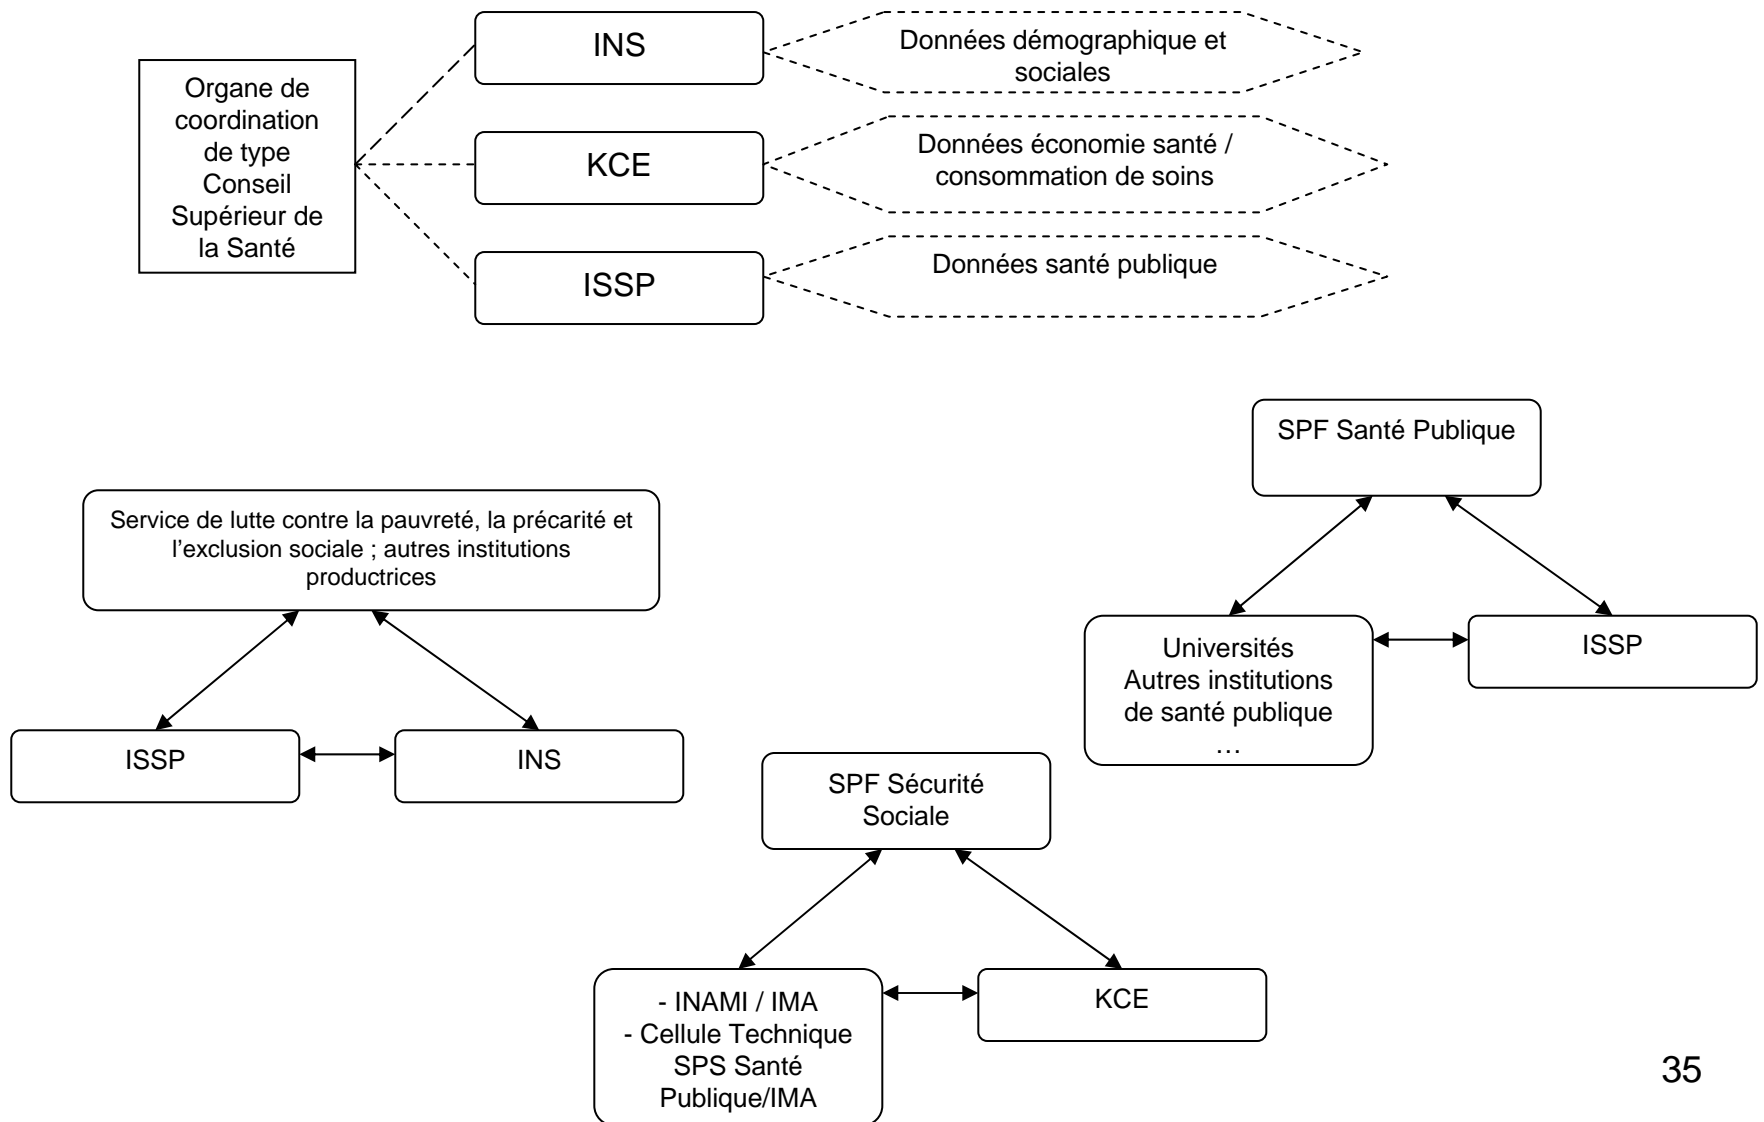 Organe de
coordination
de type
Conseil
Supérieur de
la Santé
INS
Données démographique et
sociales
KCE
Données économie santé /
consommation de soins
ISSP
Données santé publique
SPF Santé Publique
Service de lutte contre la pauvreté, la précarité et
l’exclusion sociale ; autres institutions
productrices
Universités
Autres institutions
de santé publique
…
ISSP
ISSP
INS
SPF Sécurité
Sociale
- INAMI / IMA
- Cellule Technique
SPS Santé
Publique/IMA
KCE
35